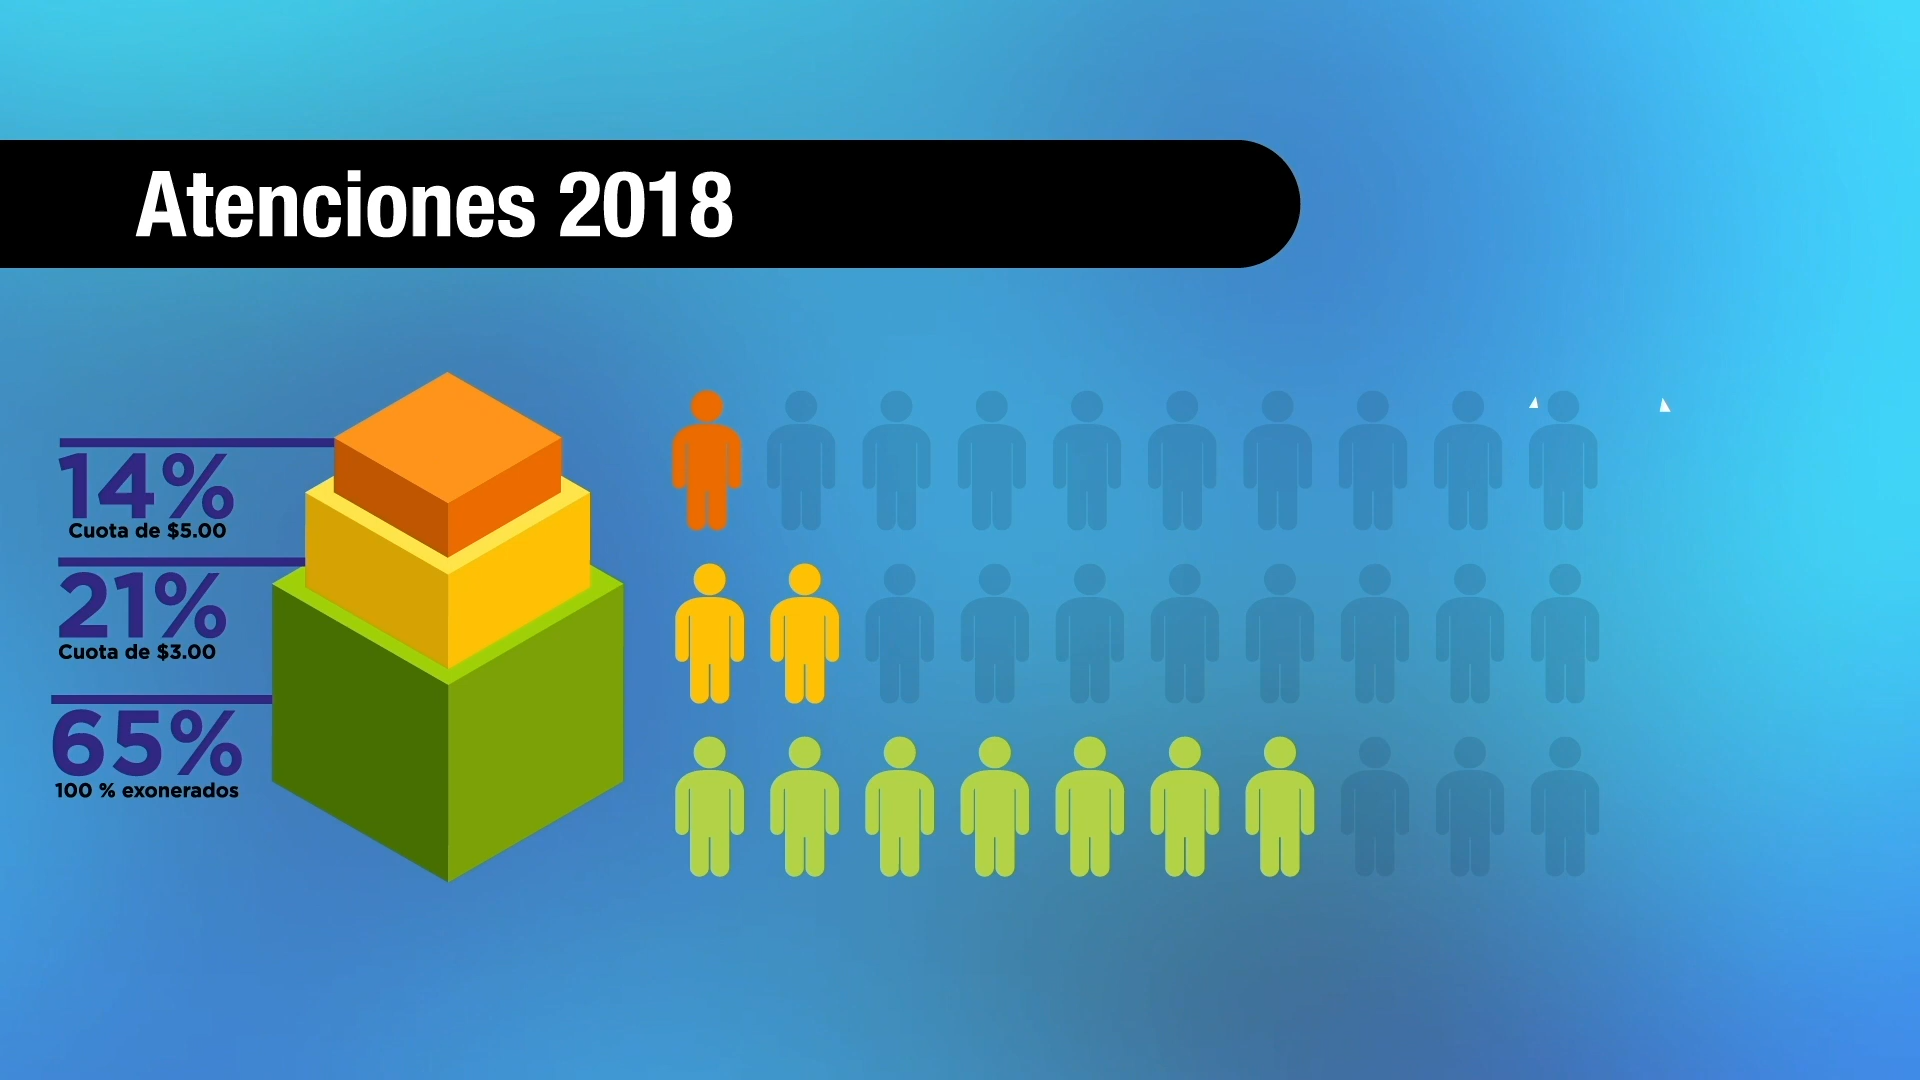 Atenciones 2018
14%
Cuota de $5.00
21%
Cuota de $3.00
65%
100 % exonerados